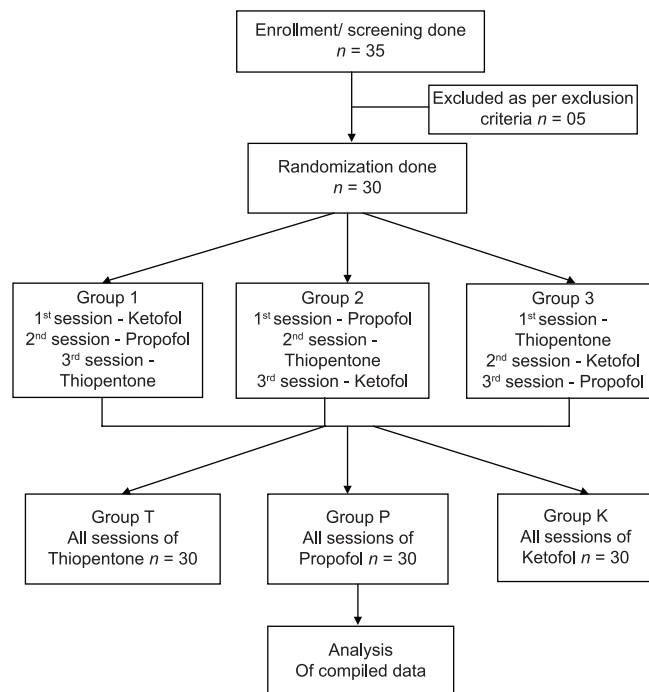 Enrollment/ screening done
n = 35
Excluded as per exclusion
criteria n = 05
Randomization done
n = 30
Group 1
1st session - Ketofol
2nd session - Propofol
3rd session -
Thiopentone
Group 2
1st session - Propofol
2nd session -
Thiopentone
3rd session - Ketofol
Group 3
1st session -
Thiopentone
2nd session - Ketofol
3rd session - Propofol
Group T
All sessions of
Thiopentone n = 30
Group P
All sessions of
Propofol n = 30
Group K
All sessions of
Ketofol n = 30
Analysis
Of compiled data